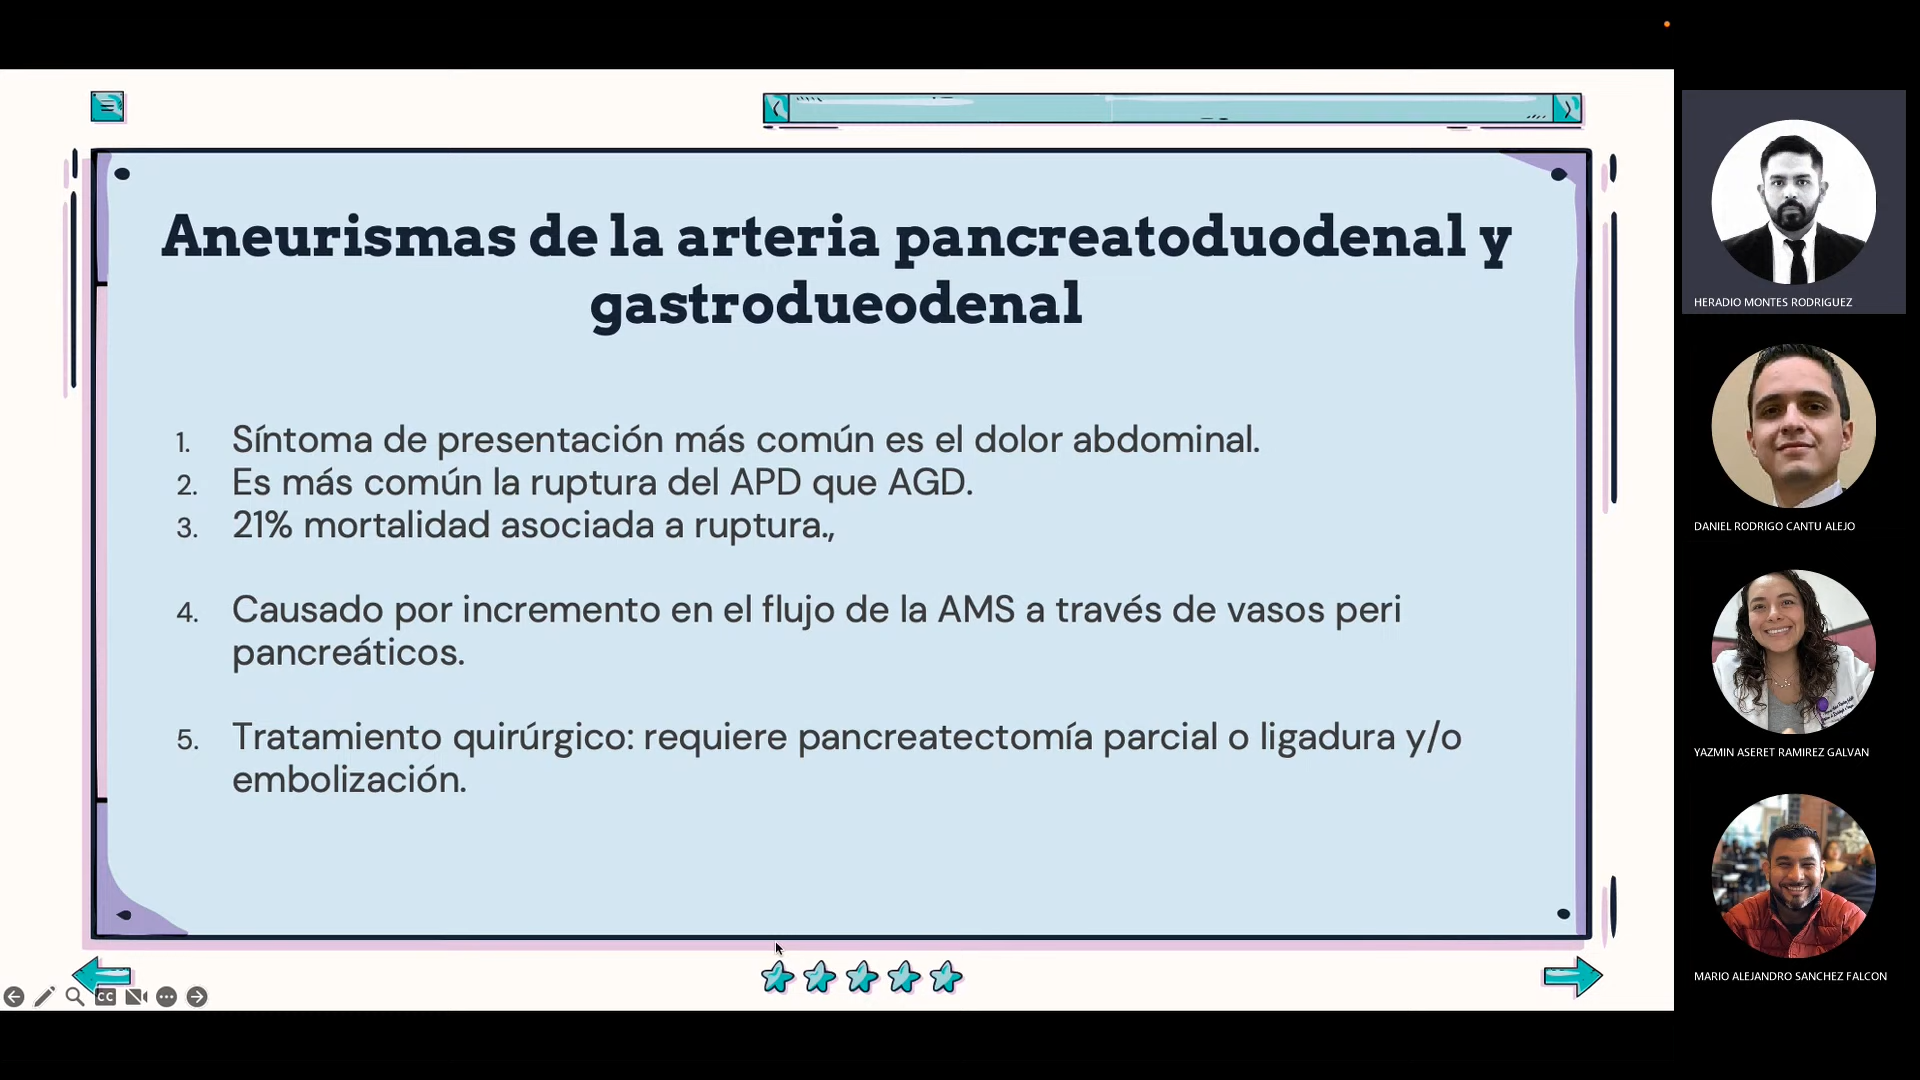 Aneurismas de la arteria pancreatoduodenal y
gastrodueodenal
1. Síntoma de presentación más común es el dolor abdominal.
2. Es más común la ruptura del APD que AGD.
3. 21% mortalidad asociada a ruptura.,
4. Causado por incremento en el flujo de la AMS a través de vasos peri
pancreáticos.
5. Tratamiento quirúrgico: requiere pancreatectomía parcial o ligadura y/o
embolización.
CC
HERADIO MONTES RODRIGUEZ
DANIEL RODRIGO CANTU ALEJO
YAZMIN ASERET RAMIREZ GALVAN
MARIO ALEJANDRO SANCHEZ FALCON